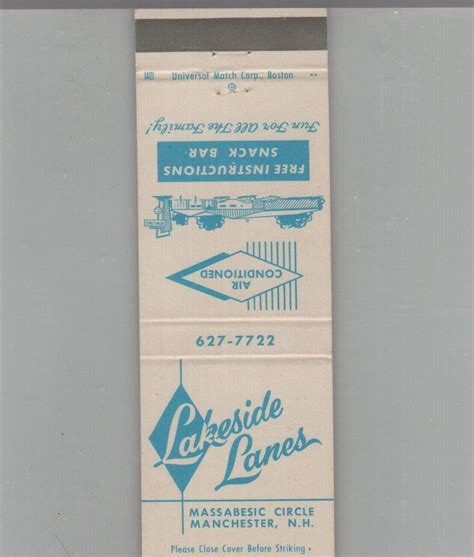 Universal Match Corp., Boston
Fun For All The Family!
FREE INSTRUCTIONS
SNACK BAR
AIR
CONDITIONED
627-7722
Lakeside
Lanes
MASSABESIC CIRCLE
MANCHESTER, N.H.
Please Close Cover Before Striking